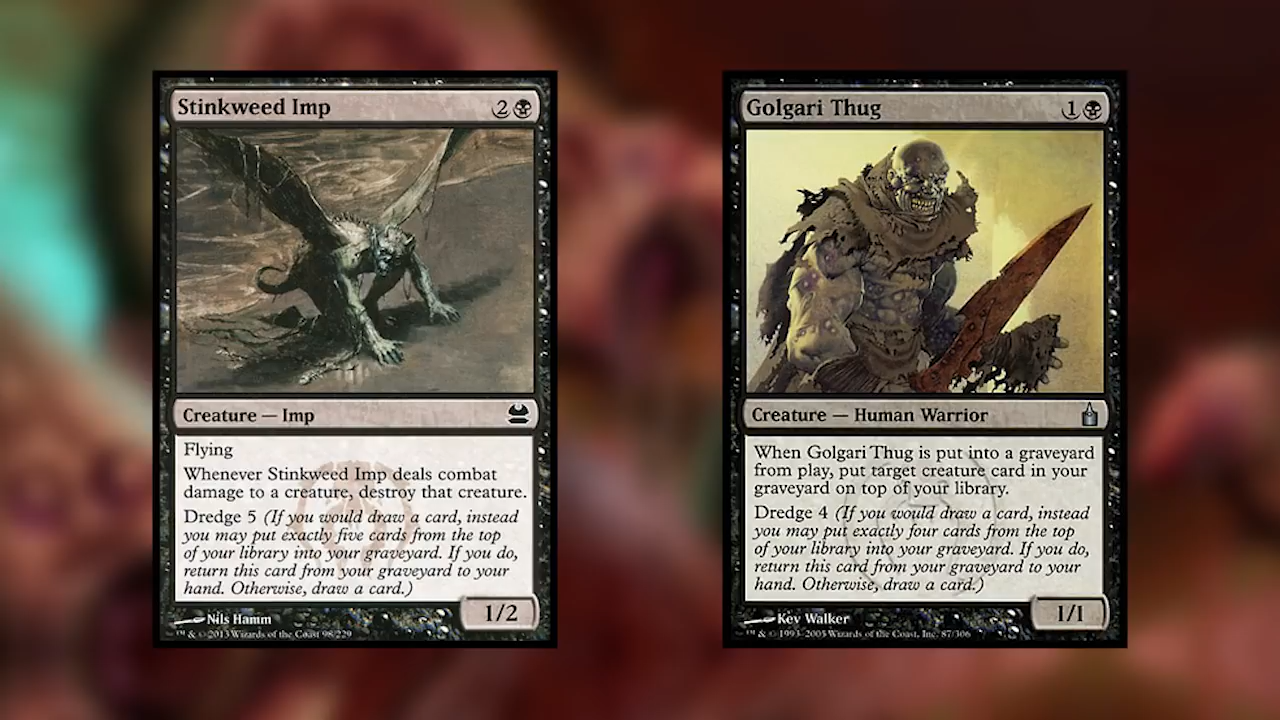 Stinkweed Imp 2
Creature — Imp
Flying
Whenever Stinkweed Imp deals combat
damage to a creature, destroy that creature.
Dredge 5 (If you would draw a card, instead
you may put exactly five cards from the top
of your library into your graveyard. If you do,
return this card from your graveyard to your
hand. Otherwise, draw a card.)
1/2
Nils Hamm
™ & © 2013 Wizards of the Coast 98/229
Golgari Thug 1
Creature — Human Warrior
When Golgari Thug is put into a graveyard
from play, put target creature card in your
graveyard on top of your library.
Dredge 4 (If you would draw a card, instead
you may put exactly four cards from the top
of your library into your graveyard. If you do,
return this card from your graveyard to your
hand. Otherwise, draw a card.)
1/1
Kev Walker
™ & © 1993-2005 Wizards of the Coast, Inc. 87/306